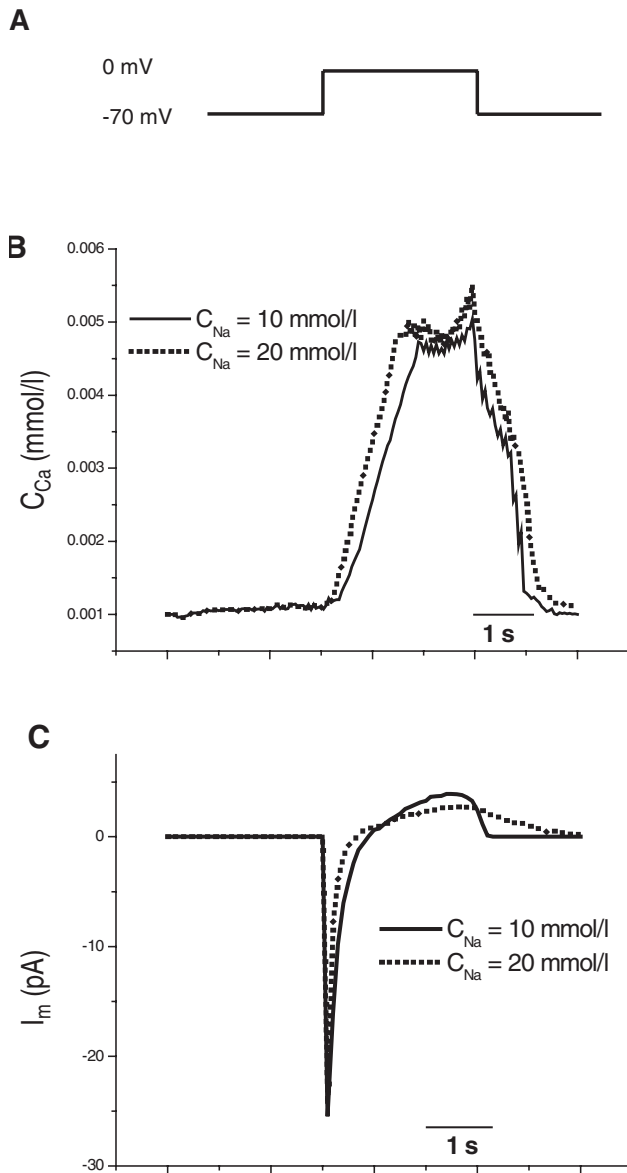 A
0 mV
-70 mV
B
0.006
0.005
0.004
0.003
0.002
0.001
C_Ca (mmol/l)
C_Na = 10 mmol/l
C_Na = 20 mmol/l
1 s
C
0
-10
-20
-30
I_m (pA)
C_Na = 10 mmol/l
C_Na = 20 mmol/l
1 s